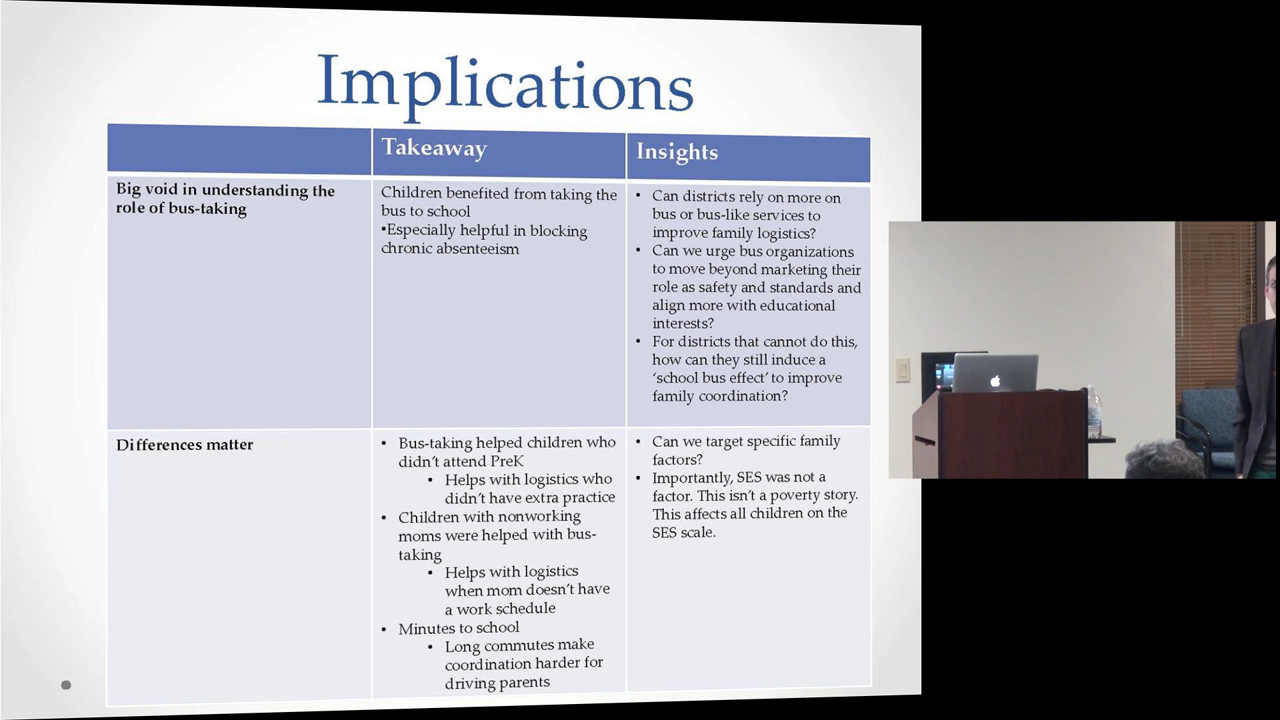 Implications
Takeaway
Insights
Big void in understanding the
role of bus-taking
Children benefited from taking the
bus to school
•Especially helpful in blocking
chronic absenteeism
• Can districts rely on more on
bus or bus-like services to
improve family logistics?
• Can we urge bus organizations
to move beyond marketing their
role as safety and standards and
align more with educational
interests?
• For districts that cannot do this,
how can they still induce a
‘school bus effect’ to improve
family coordination?
Differences matter
• Bus-taking helped children who
didn’t attend PreK
• Helps with logistics who
didn’t have extra practice
• Children with nonworking
moms were helped with bus-
taking
• Helps with logistics
when mom doesn’t have
a work schedule
• Minutes to school
• Long commutes make
coordination harder for
driving parents
• Can we target specific family
factors?
• Importantly, SES was not a
factor. This isn’t a poverty story.
This affects all children on the
SES scale.